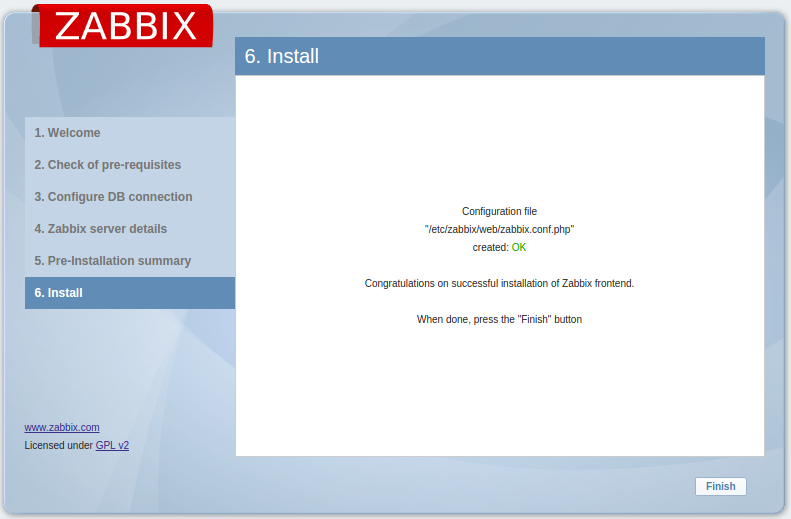 ZABBIX
6. Install
1. Welcome
2. Check of pre-requisites
3. Configure DB connection
4. Zabbix server details
5. Pre-Installation summary
6. Install
Configuration file
"/etc/zabbix/web/zabbix.conf.php"
created: OK
Congratulations on successful installation of Zabbix frontend.
When done, press the "Finish" button
www.zabbix.com
Licensed under GPL v2
Finish